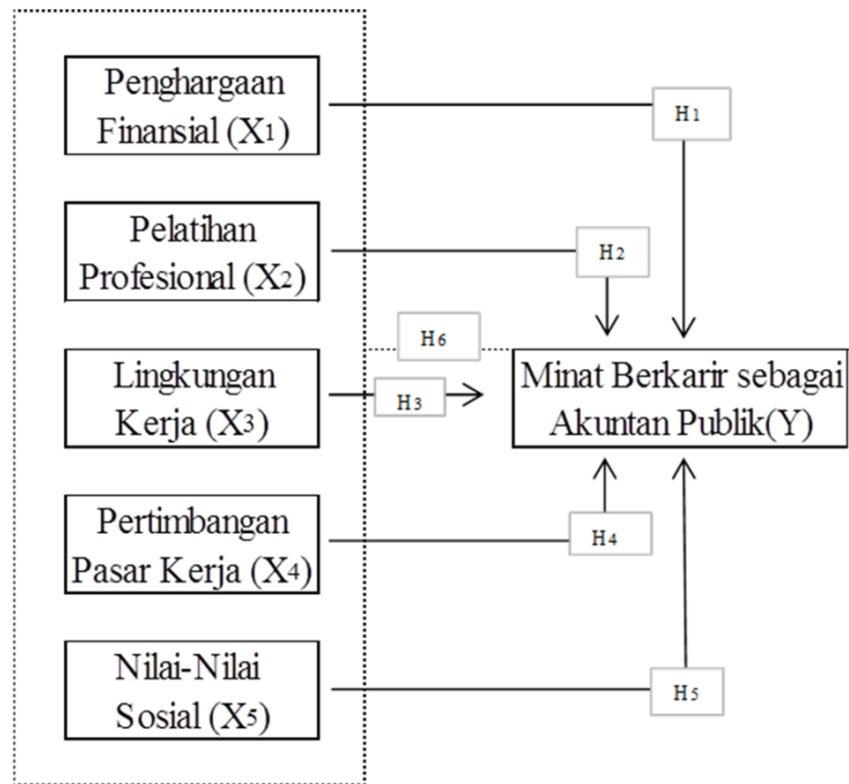 Penghargaan
Finansial (X1)
H1
Pelatihan
Profesional (X2)
H2
H6
Lingkungan
Kerja (X3)
H3
Minat Berkarir sebagai
Akuntan Publik(Y)
Pertimbangan
Pasar Kerja (X4)
H4
Nilai-Nilai
Sosial (X5)
H5